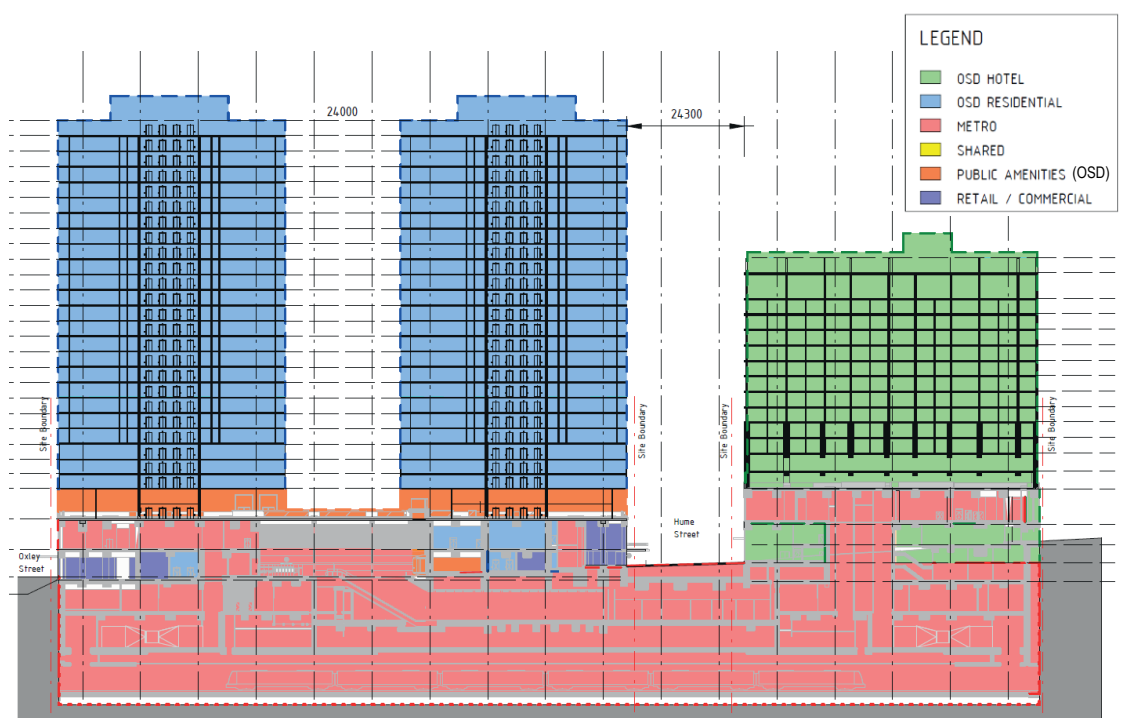 LEGEND
OSD HOTEL
OSD RESIDENTIAL
METRO
SHARED
PUBLIC AMENITIES (OSD)
RETAIL / COMMERCIAL
24000
24300
Site Boundary
Site Boundary
Site Boundary
Site Boundary
Hume
Street
Oxley
Street